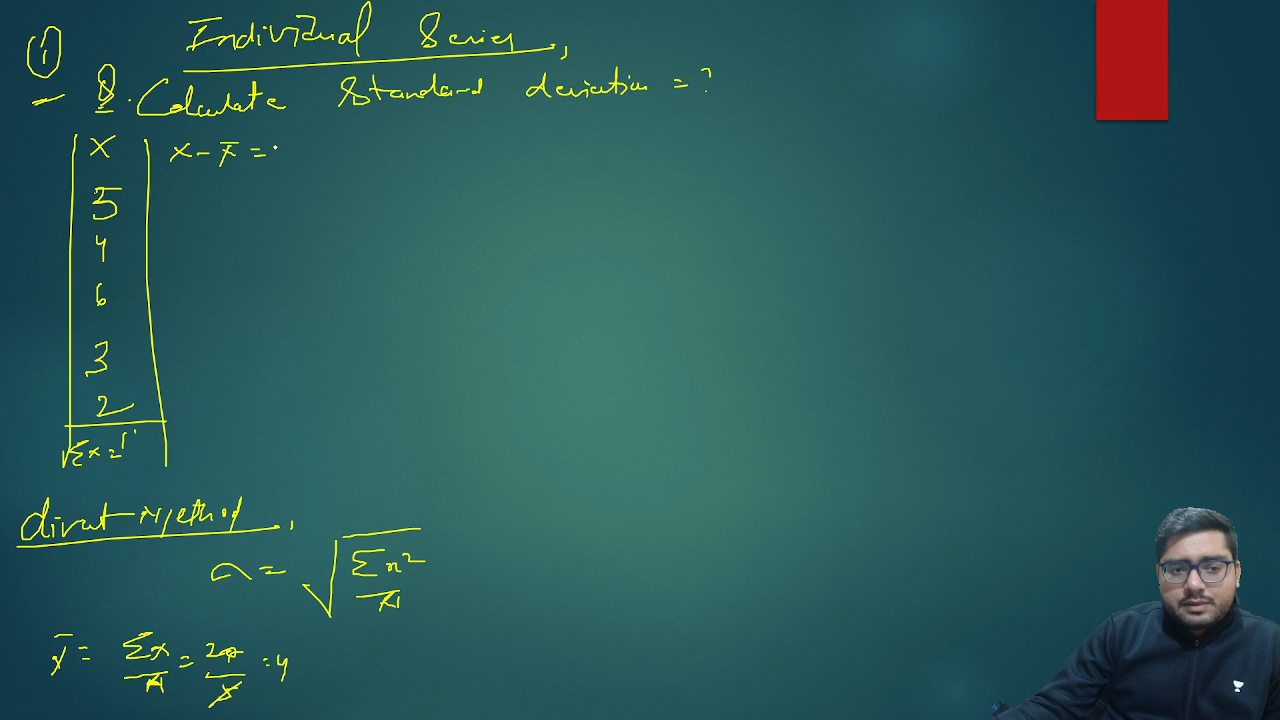 ① Individual Series,
Q. Calculate Standard deviation = ?
X
X - X̄ =
5
4
6
3
2
Σx =
direct Method,
σ = √Σx²/N
X̄ = Σx/N = 20/5 = 4